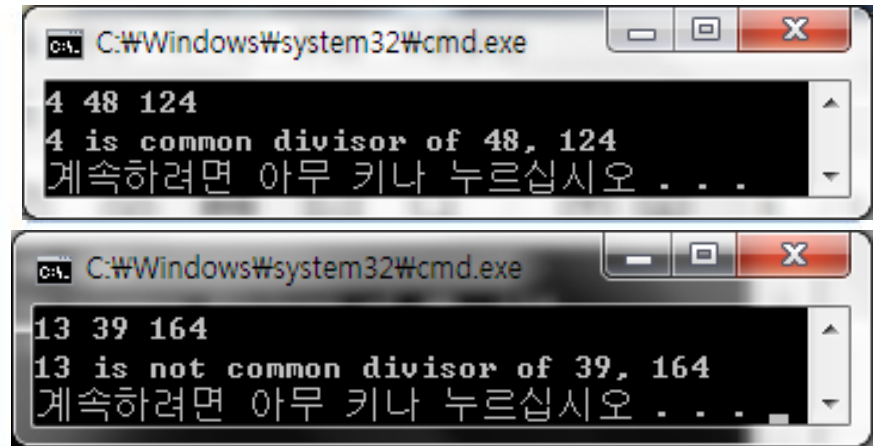 C:\. C:₩Windows₩system32₩cmd.exe
4 48 124
4 is common divisor of 48, 124
계속하려면 아무 키나 누르십시오 . . .
C:\. C:₩Windows₩system32₩cmd.exe
13 39 164
13 is not common divisor of 39, 164
계속하려면 아무 키나 누르십시오 . . . _